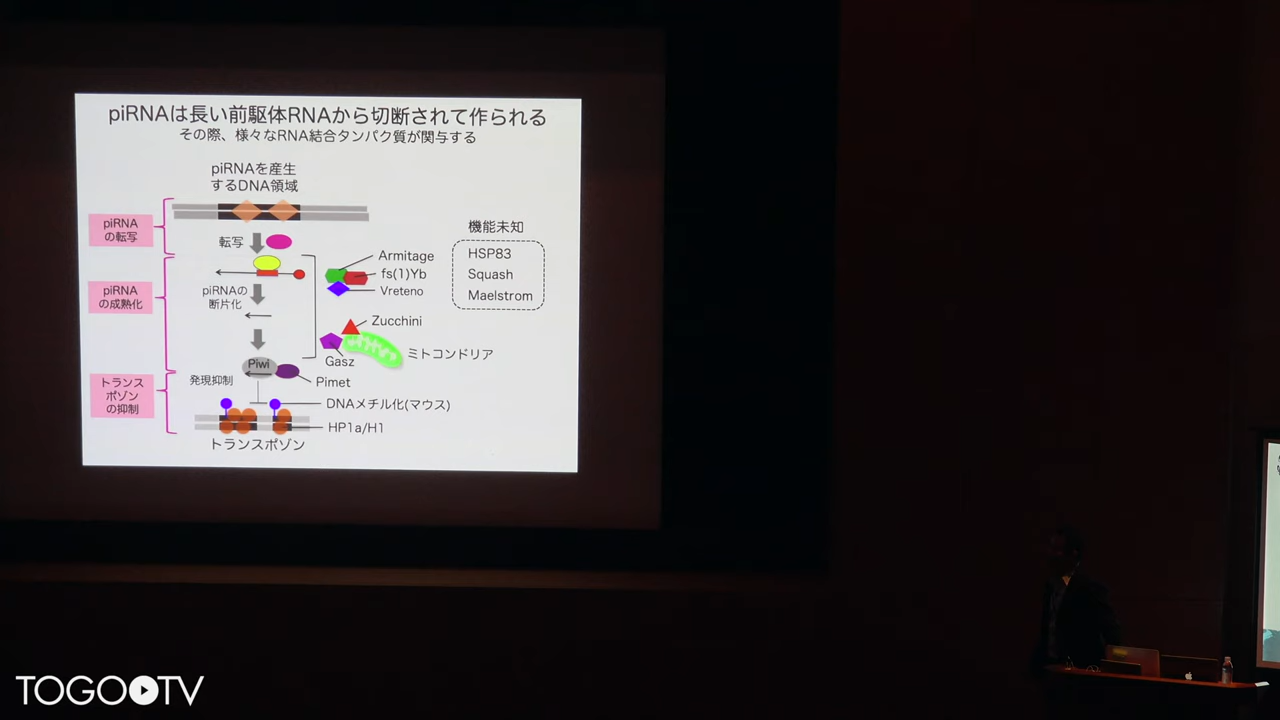 piRNAは長い前駆体RNAから切断されて作られる
その際、様々なRNA結合タンパク質が関与する
piRNAを産生
するDNA領域
piRNA
の転写
転写
機能未知
HSP83
Squash
Maelstrom
Armitage
fs(1)Yb
Vreteno
piRNA
の成熟化
piRNAの
断片化
Zucchini
ミトコンドリア
Gasz
Piwi
Pimet
トランス
ポゾン
の抑制
発現抑制
DNAメチル化(マウス)
HP1a/H1
トランスポゾン
TOGO TV